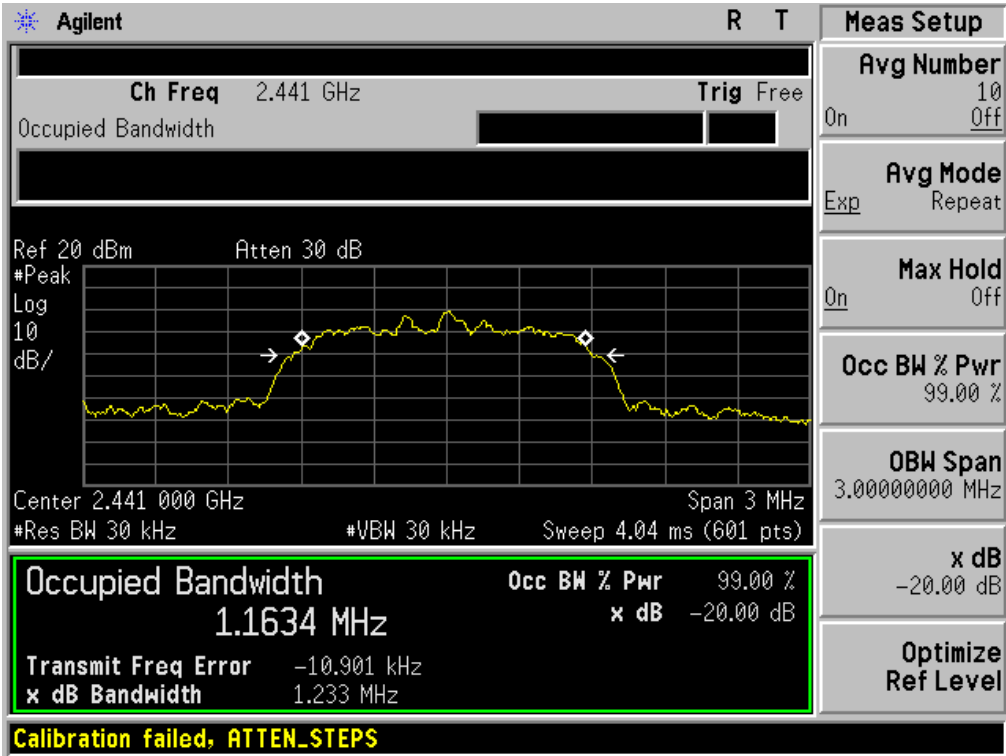 Agilent R T
Ch Freq 2.441 GHz Trig Free
Occupied Bandwidth
Ref 20 dBm Atten 30 dB
#Peak
Log
10
dB/
Center 2.441 000 GHz Span 3 MHz
#Res BW 30 kHz #VBW 30 kHz Sweep 4.04 ms (601 pts)
Occupied Bandwidth
1.1634 MHz
Occ BW % Pwr 99.00 %
x dB -20.00 dB
Transmit Freq Error -10.901 kHz
x dB Bandwidth 1.233 MHz
Calibration failed, ATTEN_STEPS
Meas Setup
Avg Number
10
On Off
Avg Mode
Exp Repeat
Max Hold
On Off
Occ BW % Pwr
99.00 %
OBW Span
3.00000000 MHz
x dB
-20.00 dB
Optimize
Ref Level